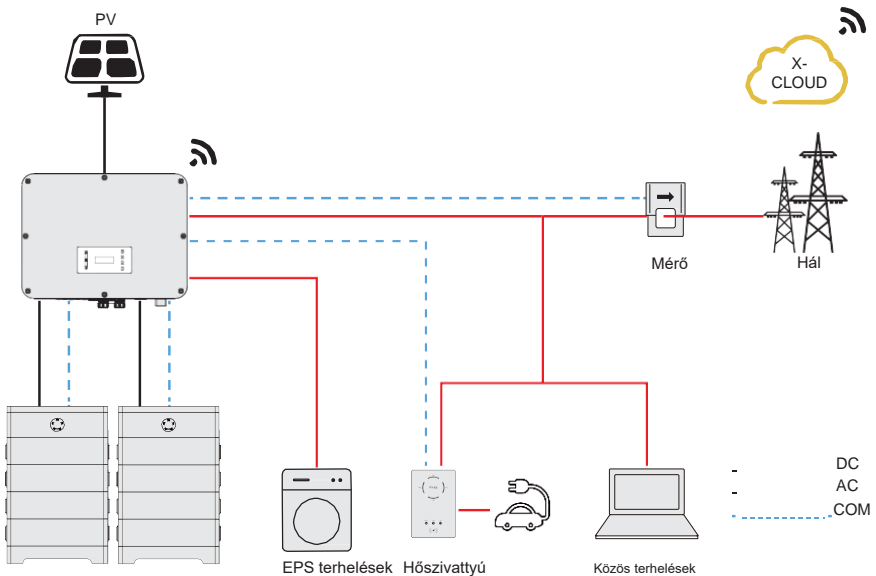 PV
X-
CLOUD
Mérő
Hál
DC
AC
COM
EPS terhelések
Hőszivattyú
Közös terhelések